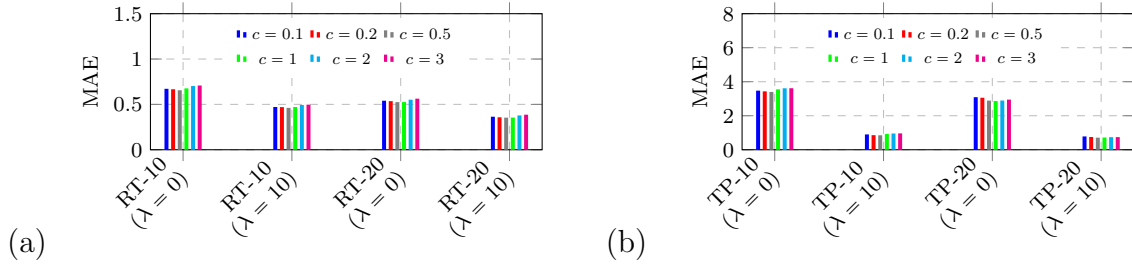 1.5
1
0.5
0
MAE
c = 0.1 c = 0.2 c = 0.5
c = 1 c = 2 c = 3
RT-10 (λ = 0)
RT-10 (λ = 10)
RT-20 (λ = 0)
RT-20 (λ = 10)
(a)
8
6
4
2
0
MAE
c = 0.1 c = 0.2 c = 0.5
c = 1 c = 2 c = 3
TP-10 (λ = 0)
TP-10 (λ = 10)
TP-20 (λ = 0)
TP-20 (λ = 10)
(b)